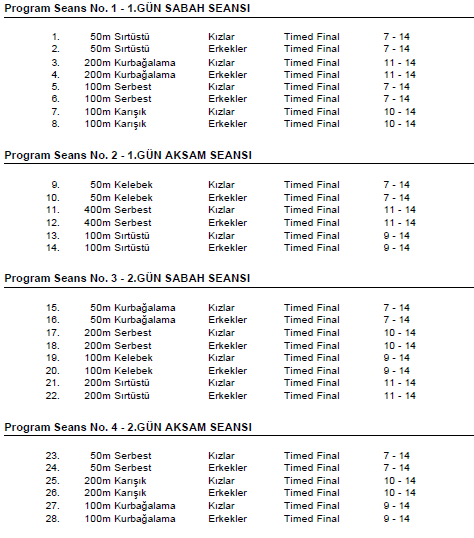 Program Seans No. 1 - 1.GÜN SABAH SEANSI
1. 50m Sırtüstü Kızlar Timed Final 7 - 14
2. 50m Sırtüstü Erkekler Timed Final 7 - 14
3. 200m Kurbağalama Kızlar Timed Final 11 - 14
4. 200m Kurbağalama Erkekler Timed Final 11 - 14
5. 100m Serbest Kızlar Timed Final 7 - 14
6. 100m Serbest Erkekler Timed Final 7 - 14
7. 100m Karışık Kızlar Timed Final 10 - 14
8. 100m Karışık Erkekler Timed Final 10 - 14
Program Seans No. 2 - 1.GÜN AKSAM SEANSI
9. 50m Kelebek Kızlar Timed Final 7 - 14
10. 50m Kelebek Erkekler Timed Final 7 - 14
11. 400m Serbest Kızlar Timed Final 11 - 14
12. 400m Serbest Erkekler Timed Final 11 - 14
13. 100m Sırtüstü Kızlar Timed Final 9 - 14
14. 100m Sırtüstü Erkekler Timed Final 9 - 14
Program Seans No. 3 - 2.GÜN SABAH SEANSI
15. 50m Kurbağalama Kızlar Timed Final 7 - 14
16. 50m Kurbağalama Erkekler Timed Final 7 - 14
17. 200m Serbest Kızlar Timed Final 10 - 14
18. 200m Serbest Erkekler Timed Final 10 - 14
19. 100m Kelebek Kızlar Timed Final 9 - 14
20. 100m Kelebek Erkekler Timed Final 9 - 14
21. 200m Sırtüstü Kızlar Timed Final 11 - 14
22. 200m Sırtüstü Erkekler Timed Final 11 - 14
Program Seans No. 4 - 2.GÜN AKSAM SEANSI
23. 50m Serbest Kızlar Timed Final 7 - 14
24. 50m Serbest Erkekler Timed Final 7 - 14
25. 200m Karışık Kızlar Timed Final 10 - 14
26. 200m Karışık Erkekler Timed Final 10 - 14
27. 100m Kurbağalama Kızlar Timed Final 9 - 14
28. 100m Kurbağalama Erkekler Timed Final 9 - 14